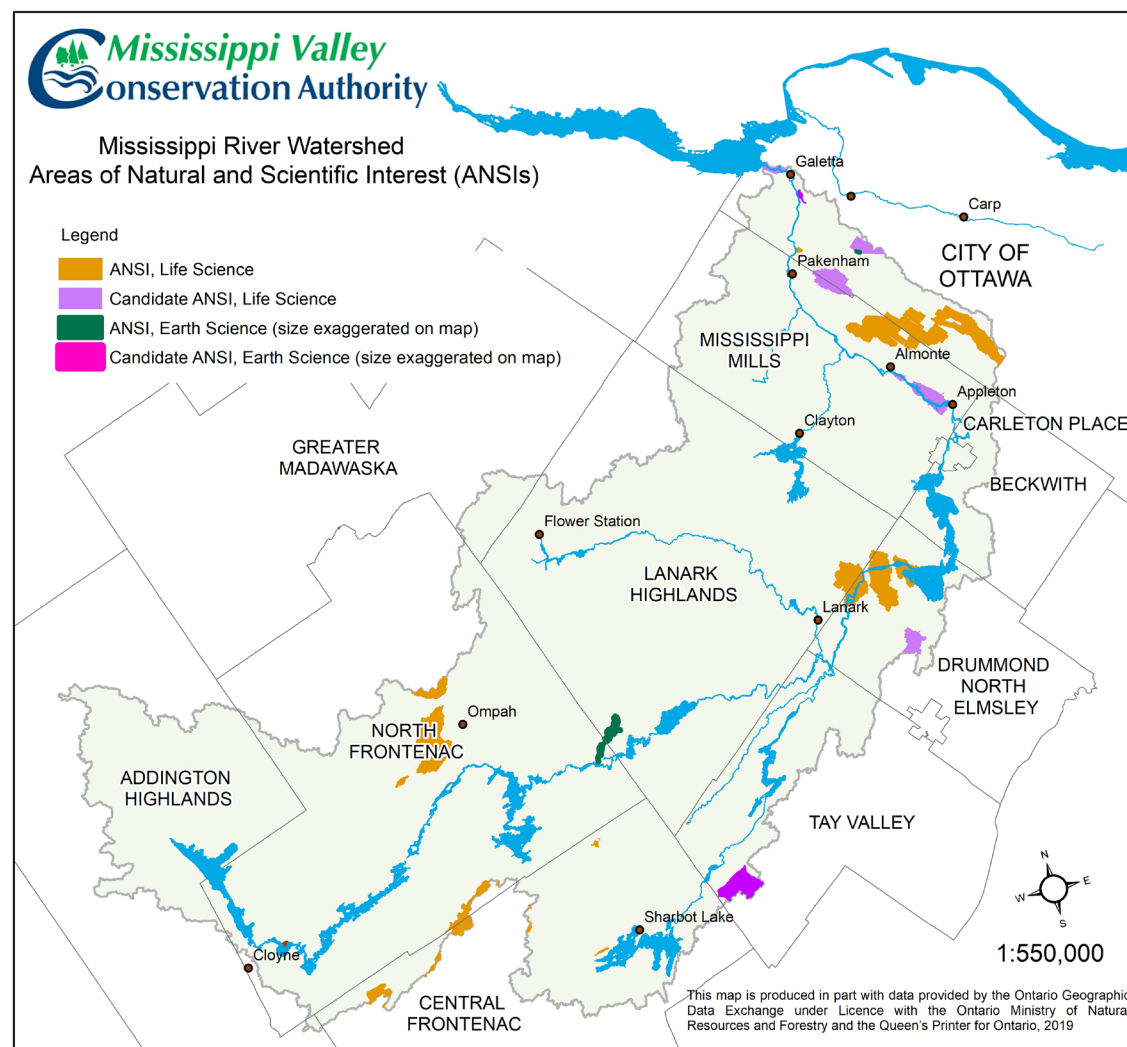 Mississippi Valley
Conservation Authority
Mississippi River Watershed
Areas of Natural and Scientific Interest (ANSIs)
Legend
ANSI, Life Science
Candidate ANSI, Life Science
ANSI, Earth Science (size exaggerated on map)
Candidate ANSI, Earth Science (size exaggerated on map)
Galetta
Carp
CITY OF
OTTAWA
Pakenham
MISSISSIPPI
MILLS
Almonte
Appleton
CARLETON PLACE
Clayton
GREATER
MADAWASKA
BECKWITH
Flower Station
LANARK
HIGHLANDS
Lanark
DRUMMOND
NORTH
ELMSLEY
Ompah
NORTH
FRONTENAC
ADDINGTON
HIGHLANDS
TAY VALLEY
N
W
E
S
Sharbot Lake
Cloyne
1:550,000
CENTRAL
FRONTENAC
This map is produced in part with data provided by the Ontario Geographic
Data Exchange under Licence with the Ontario Ministry of Natura
Resources and Forestry and the Queen's Printer for Ontario, 2019